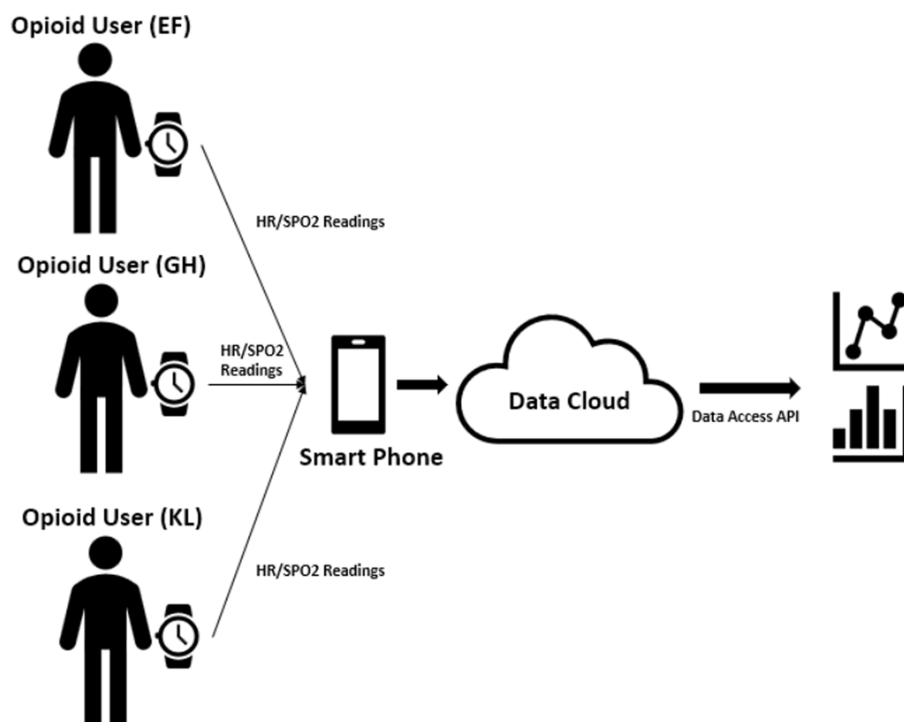 Opioid User (EF)
HR/SPO2 Readings
Opioid User (GH)
HR/SPO2
Readings
Data Cloud
Data Access API
Smart Phone
Opioid User (KL)
HR/SPO2 Readings